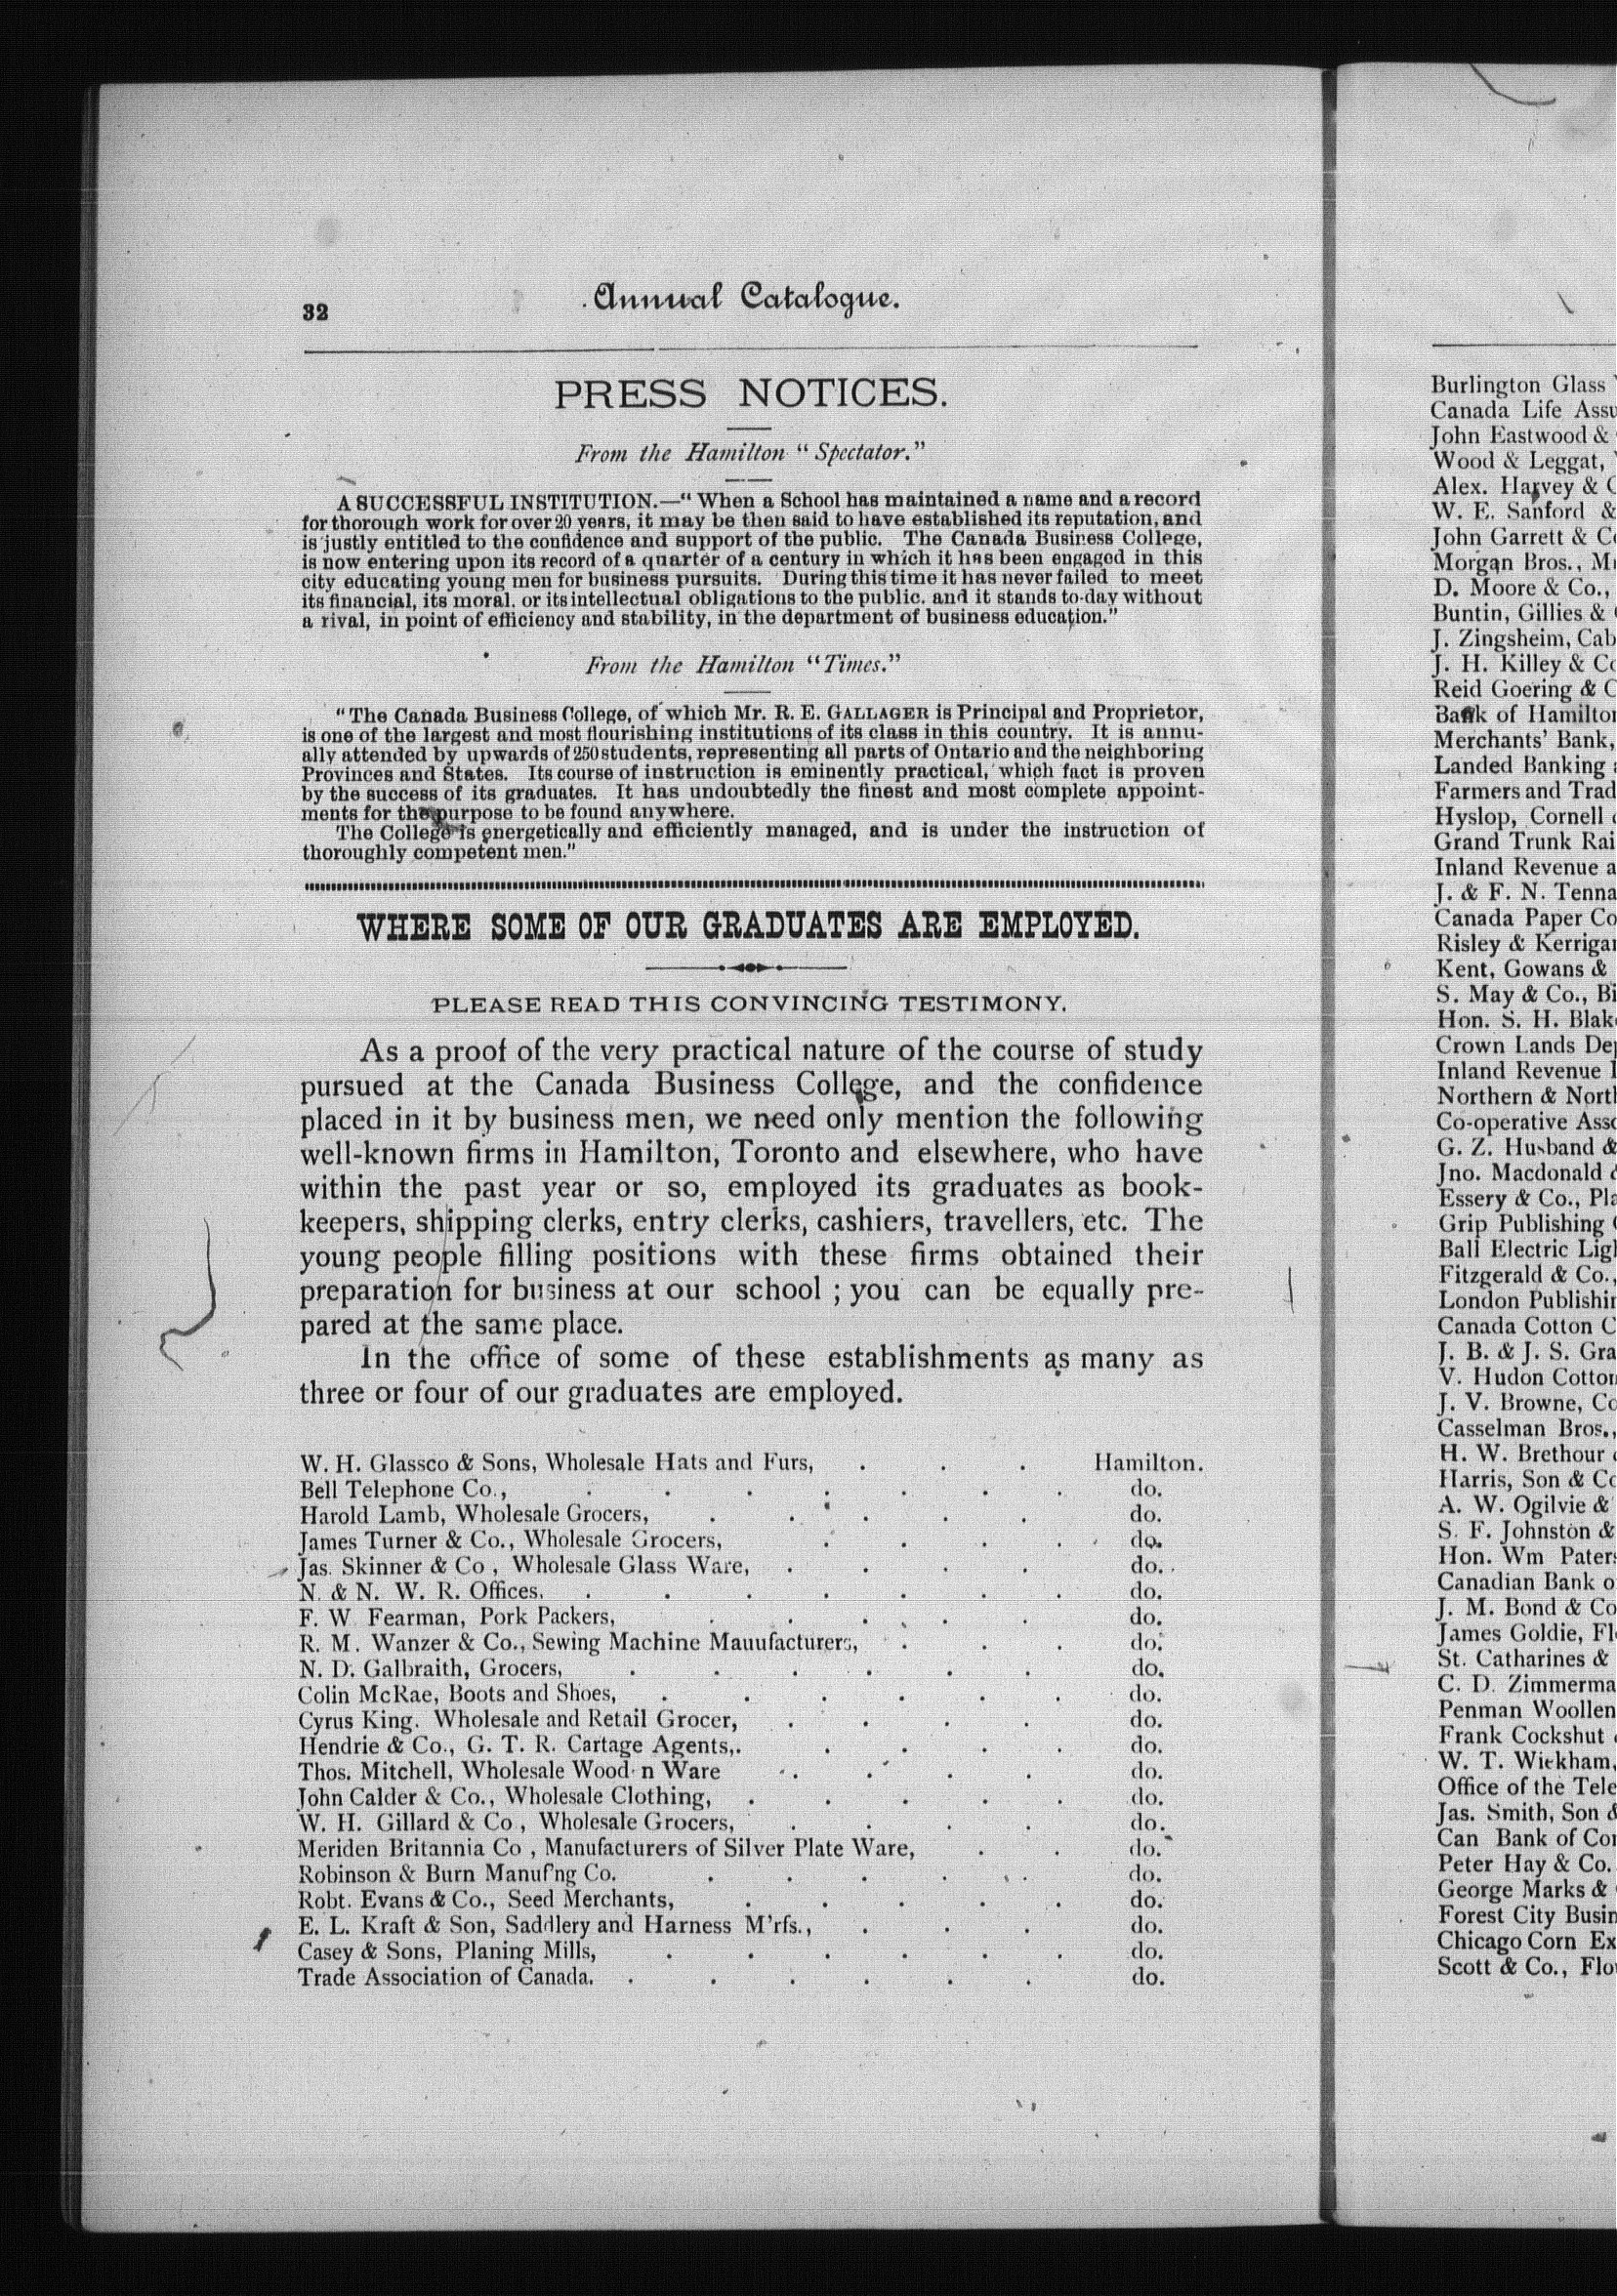 32
Annual Catalogue.
PRESS NOTICES.
From the Hamilton "Spectator."
A SUCCESSFUL INSTITUTION.—"When a School has maintained a name and a record
for thorough work for over 20 years, it may be then said to have established its reputation, and
is justly entitled to the confidence and support of the public. The Canada Business College,
is now entering upon its record of a quarter of a century in which it has been engaged in this
city educating young men for business pursuits. During this time it has never failed to meet
its financial, its moral. or its intellectual obligations to the public. and it stands to-day without
a rival, in point of efficiency and stability, in the department of business education."
From the Hamilton "Times."
"The Canada Business College, of which Mr. R. E. GALLAGER is Principal and Proprietor,
is one of the largest and most flourishing institutions of its class in this country. It is annu-
ally attended by upwards of 250 students, representing all parts of Ontario and the neighboring
Provinces and States. Its course of instruction is eminently practical, which fact is proven
by the success of its graduates. It has undoubtedly the finest and most complete appoint-
ments for the purpose to be found anywhere.
The College is energetically and efficiently managed, and is under the instruction of
thoroughly competent men."
WHERE SOME OF OUR GRADUATES ARE EMPLOYED.
PLEASE READ THIS CONVINCING TESTIMONY.
As a proof of the very practical nature of the course of study
pursued at the Canada Business College, and the confidence
placed in it by business men, we need only mention the following
well-known firms in Hamilton, Toronto and elsewhere, who have
within the past year or so, employed its graduates as book-
keepers, shipping clerks, entry clerks, cashiers, travellers, etc. The
young people filling positions with these firms obtained their
preparation for business at our school ; you can be equally pre-
pared at the same place.
In the office of some of these establishments as many as
three or four of our graduates are employed.
W. H. Glassco & Sons, Wholesale Hats and Furs, . . . Hamilton.
Bell Telephone Co., . . . . . . . do.
Harold Lamb, Wholesale Grocers, . . . . . do.
James Turner & Co., Wholesale Grocers, . . . . do.
Jas. Skinner & Co , Wholesale Glass Ware, . . . . do.
N. & N. W. R. Offices. . . . . . . . do.
F. W. Fearman, Pork Packers, . . . . . do.
R. M. Wanzer & Co., Sewing Machine Manufacturers, . . . do.
N. D. Galbraith, Grocers, . . . . . . do.
Colin McRae, Boots and Shoes, . . . . . . do.
Cyrus King. Wholesale and Retail Grocer, . . . . do.
Hendrie & Co., G. T. R. Cartage Agents,. . . . . do.
Thos. Mitchell, Wholesale Wood n Ware . . . . do.
John Calder & Co., Wholesale Clothing, . . . . . do.
W. H. Gillard & Co , Wholesale Grocers, . . . . do.
Meriden Britannia Co , Manufacturers of Silver Plate Ware, . . do.
Robinson & Burn Manuf'ng Co. . . . . . do.
Robt. Evans & Co., Seed Merchants, . . . . . do.
E. L. Kraft & Son, Saddlery and Harness M'rfs., . . . do.
Casey & Sons, Planing Mills, . . . . . . do.
Trade Association of Canada. . . . . . . do.
Burlington Glass
Canada Life
John Eastwood &
Wood & Leggat,
Alex. Harvey &
W. E. Sanford &
John Garrett &
Morgan Bros.,
D. Moore & Co.,
Buntin, Gillies &
J. Zingsheim,
J. H. Killey &
Reid Goering &
Bank of
Merchants' Bank,
Landed Banking
Farmers and
Hyslop, Cornell
Grand Trunk
Inland Revenue
J. & F. N.
Canada Paper
Risley &
Kent, Gowans &
S. May & Co.,
Hon. S. H.
Crown Lands
Inland Revenue
Northern &
Co-operative
G. Z. Husband &
Jno. Macdonald
Essery & Co.,
Grip Publishing
Ball Electric
Fitzgerald & Co.,
London
Canada Cotton
J. B. & J. S.
V. Hudon
J. V. Browne,
Casselman Bros.,
H. W. Brethour
Harris, Son &
A. W. Ogilvie &
S. F. Johnston &
Hon. Wm
Canadian Bank
J. M. Bond &
James Goldie,
St. Catharines &
C. D.
Penman Woollen
Frank Cockshut
W. T. Wickham,
Office of the
Jas. Smith, Son
Can Bank of
Peter Hay & Co.
George Marks &
Forest City
Chicago Corn
Scott & Co.,